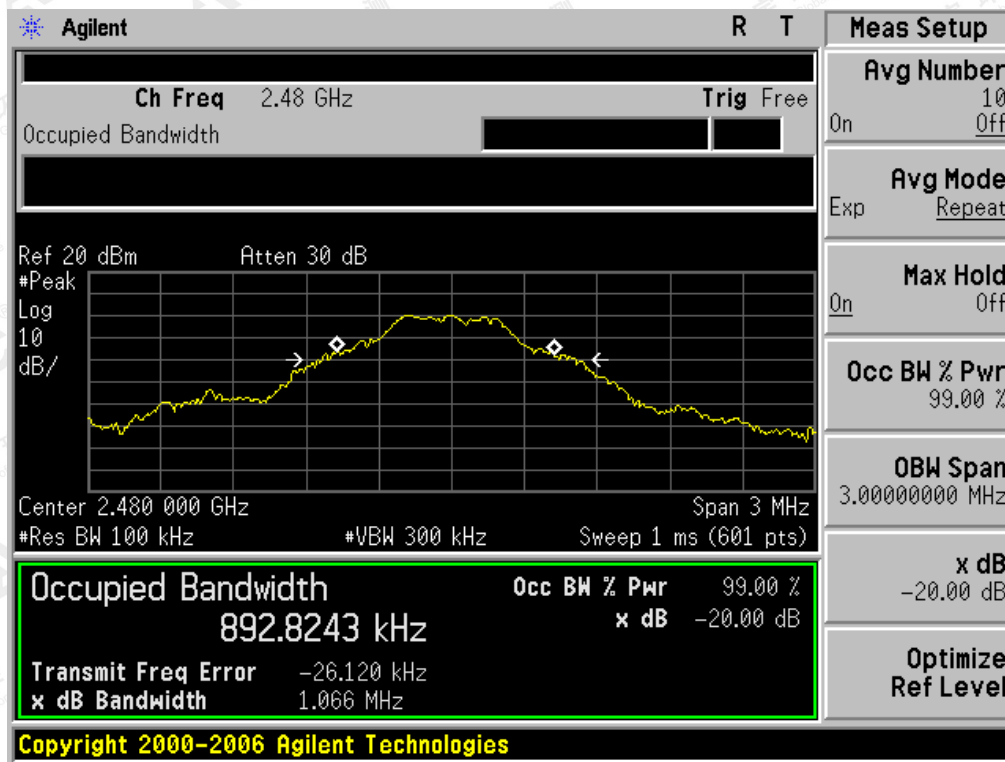 Agilent R T
Ch Freq 2.48 GHz Trig Free
Occupied Bandwidth
Ref 20 dBm Atten 30 dB
#Peak
Log
10
dB/
Center 2.480 000 GHz Span 3 MHz
#Res BW 100 kHz #VBW 300 kHz Sweep 1 ms (601 pts)
Occupied Bandwidth Occ BW % Pwr 99.00 %
892.8243 kHz x dB -20.00 dB
Transmit Freq Error -26.120 kHz
x dB Bandwidth 1.066 MHz
Copyright 2000-2006 Agilent Technologies
Meas Setup
Avg Number
10
On Off
Avg Mode
Exp Repeat
Max Hold
On Off
Occ BW % Pwr
99.00 %
OBW Span
3.00000000 MHz
x dB
-20.00 dB
Optimize
Ref Level